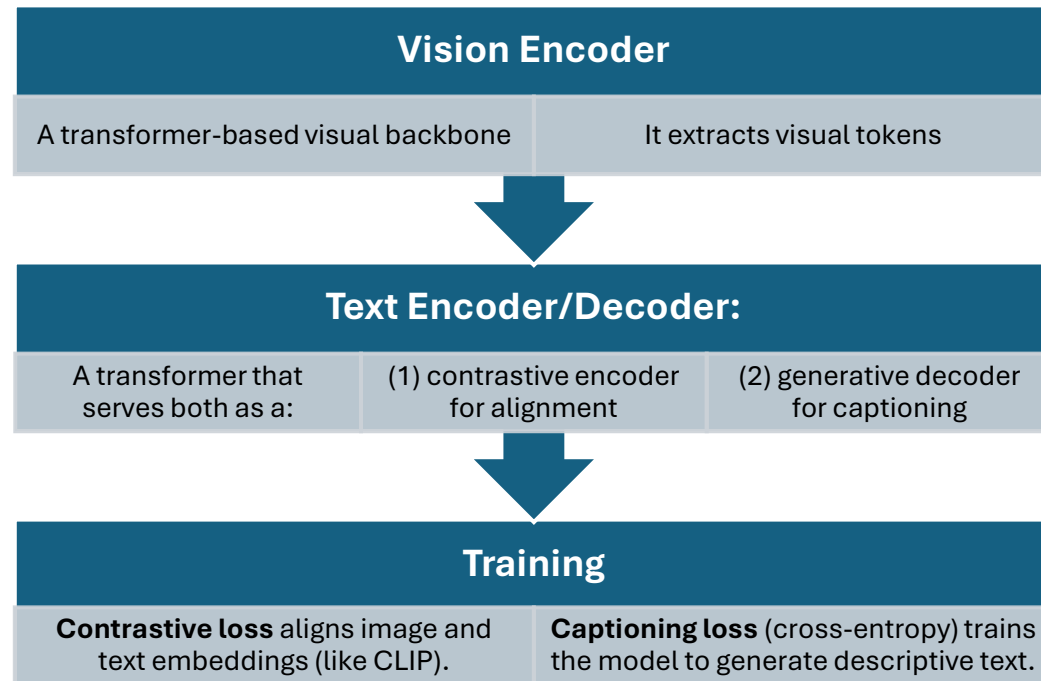 Vision Encoder
A transformer-based visual backbone
It extracts visual tokens
Text Encoder/Decoder:
A transformer that
serves both as a:
(1) contrastive encoder
for alignment
(2) generative decoder
for captioning
Training
Contrastive loss aligns image and
text embeddings (like CLIP).
Captioning loss (cross-entropy) trains
the model to generate descriptive text.